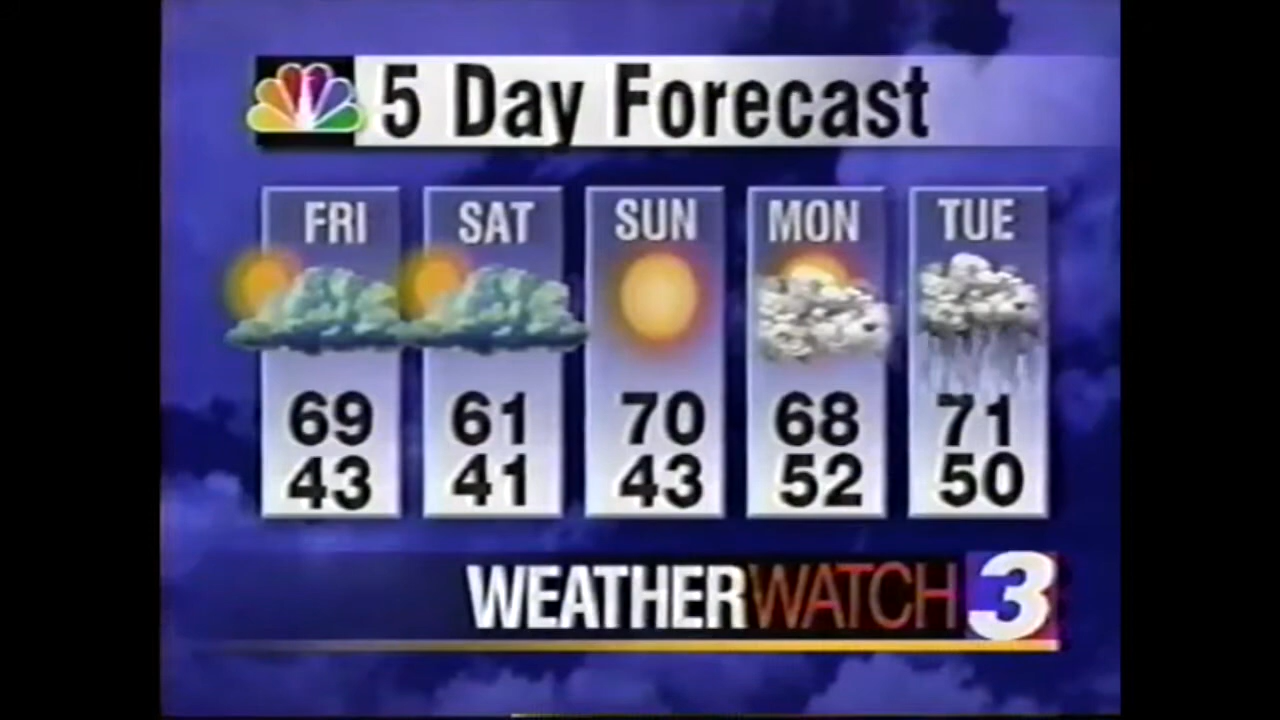 5 Day Forecast
FRI SAT SUN MON TUE
69 61 70 68 71
43 41 43 52 50
WEATHERWATCH 3